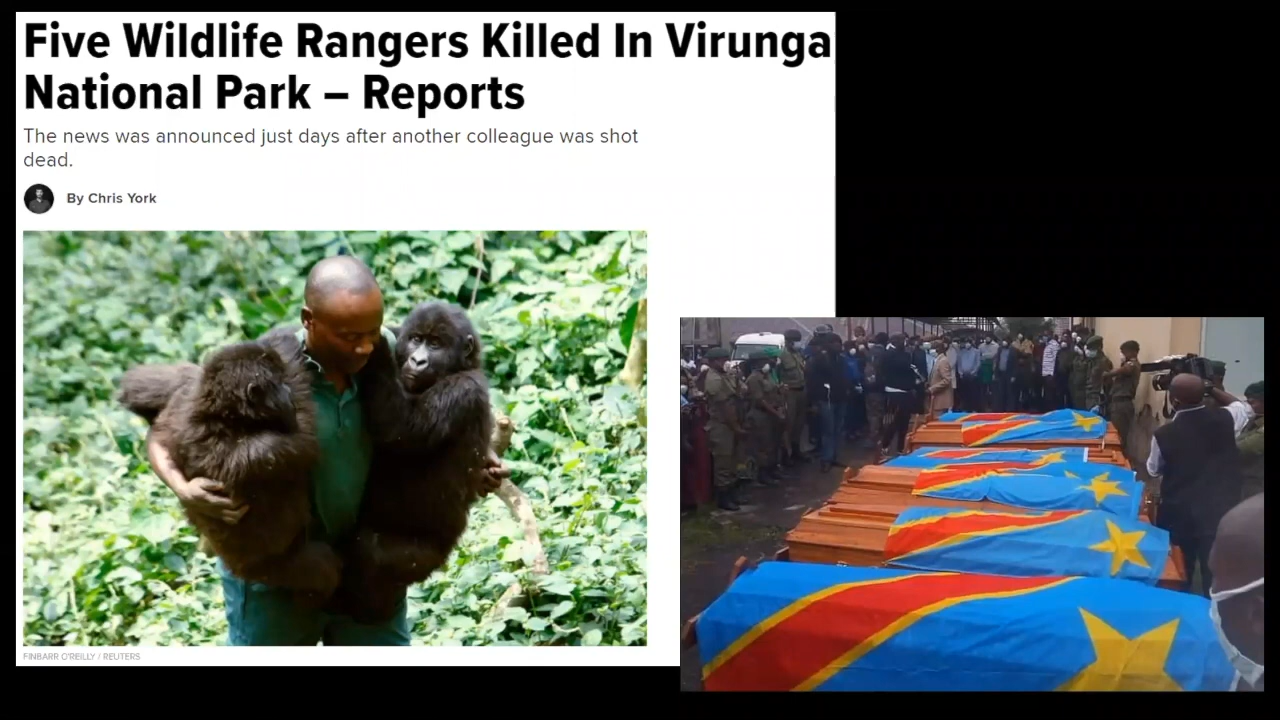 Five Wildlife Rangers Killed In Virunga
National Park – Reports
The news was announced just days after another colleague was shot
dead.
By Chris York
FINBARR O'REILLY / REUTERS